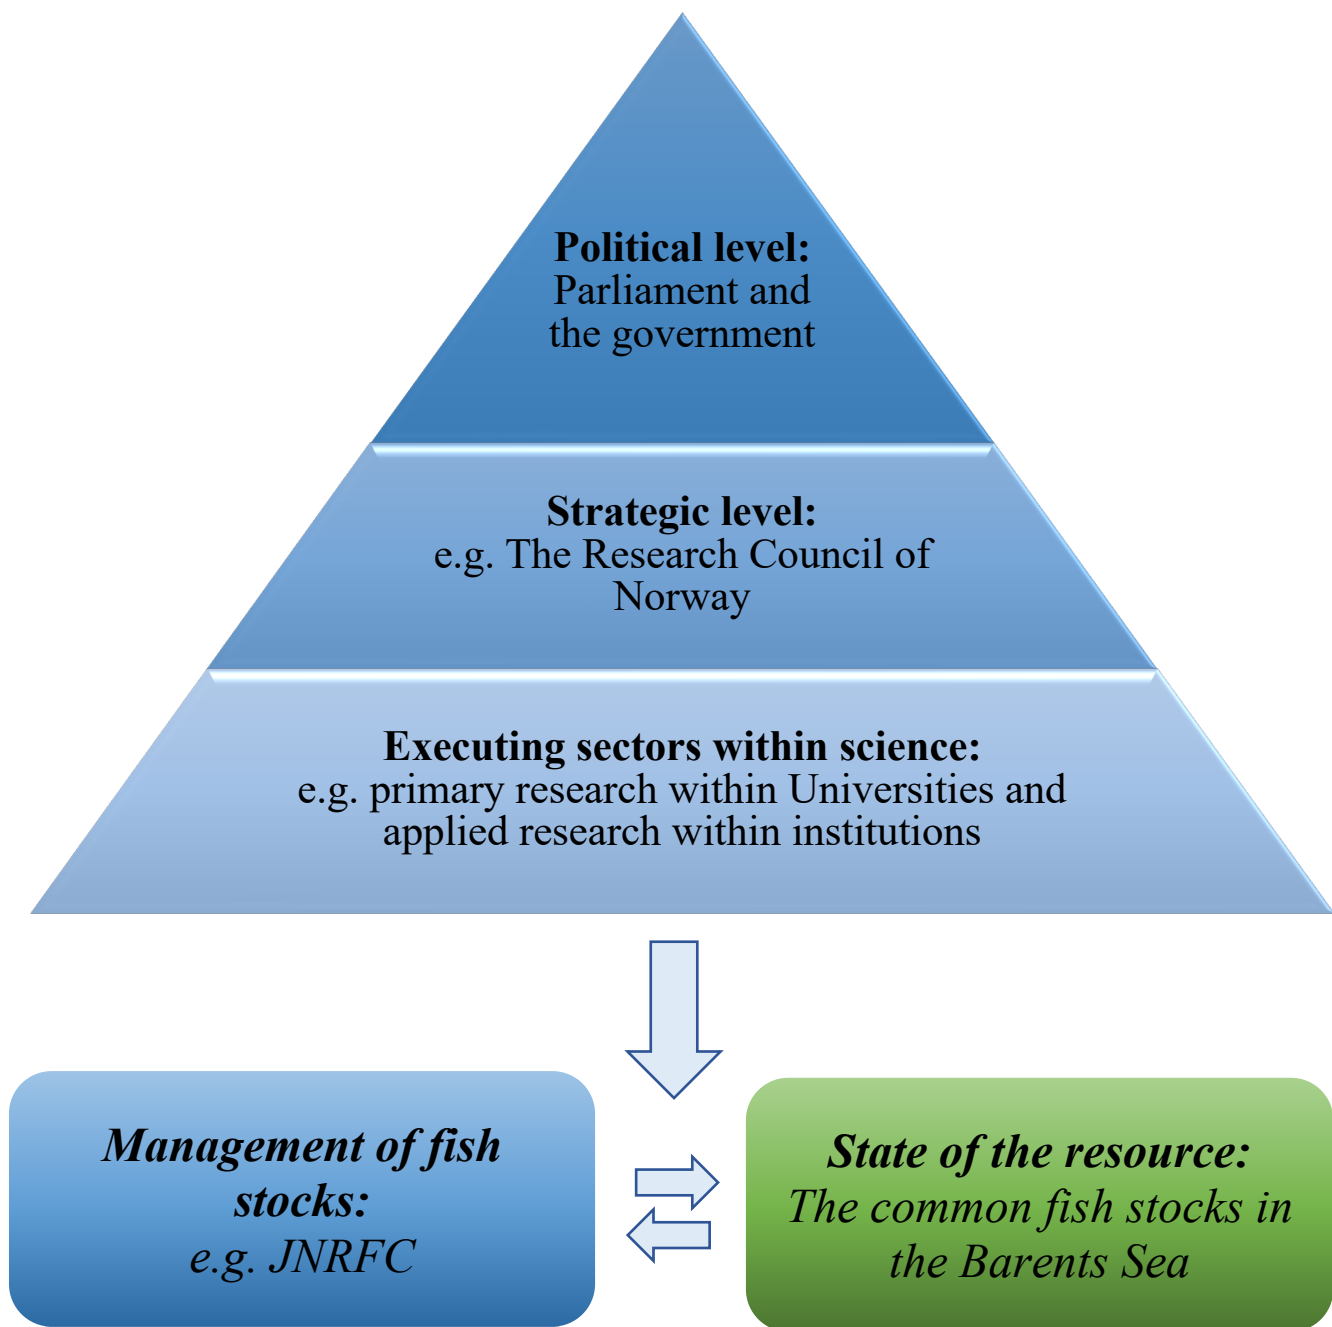 Political level:
Parliament and
the government
Strategic level:
e.g. The Research Council of
Norway
Executing sectors within science:
e.g. primary research within Universities and
applied research within institutions
Management of fish
stocks:
e.g. JNRFC
State of the resource:
The common fish stocks in
the Barents Sea